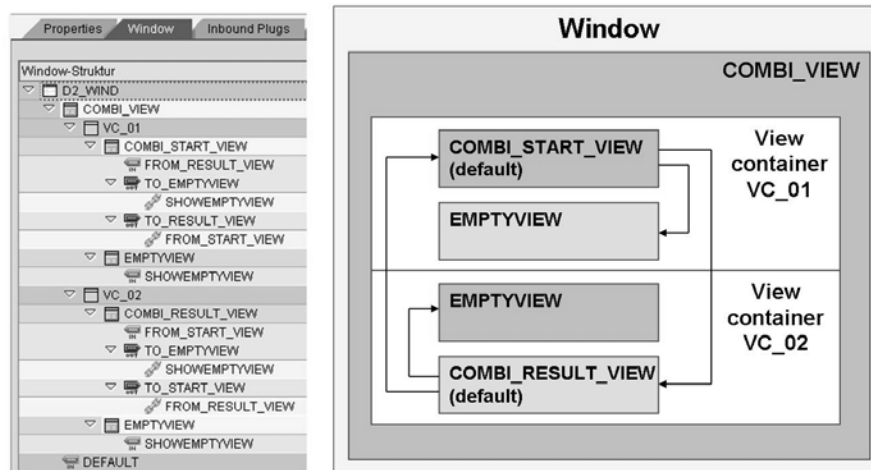 Properties
Window
Inbound Plugs
Window-Struktur
D2_WIND
COMBI_VIEW
VC_01
COMBI_START_VIEW
FROM_RESULT_VIEW
TO_EMPTYVIEW
SHOWEMPTYVIEW
TO_RESULT_VIEW
FROM_START_VIEW
EMPTYVIEW
SHOWEMPTYVIEW
VC_02
COMBI_RESULT_VIEW
FROM_START_VIEW
TO_EMPTYVIEW
SHOWEMPTYVIEW
TO_START_VIEW
FROM_RESULT_VIEW
EMPTYVIEW
SHOWEMPTYVIEW
DEFAULT
Window
COMBI_VIEW
COMBI_START_VIEW
(default)
View
container
VC_01
EMPTYVIEW
EMPTYVIEW
View
container
VC_02
COMBI_RESULT_VIEW
(default)